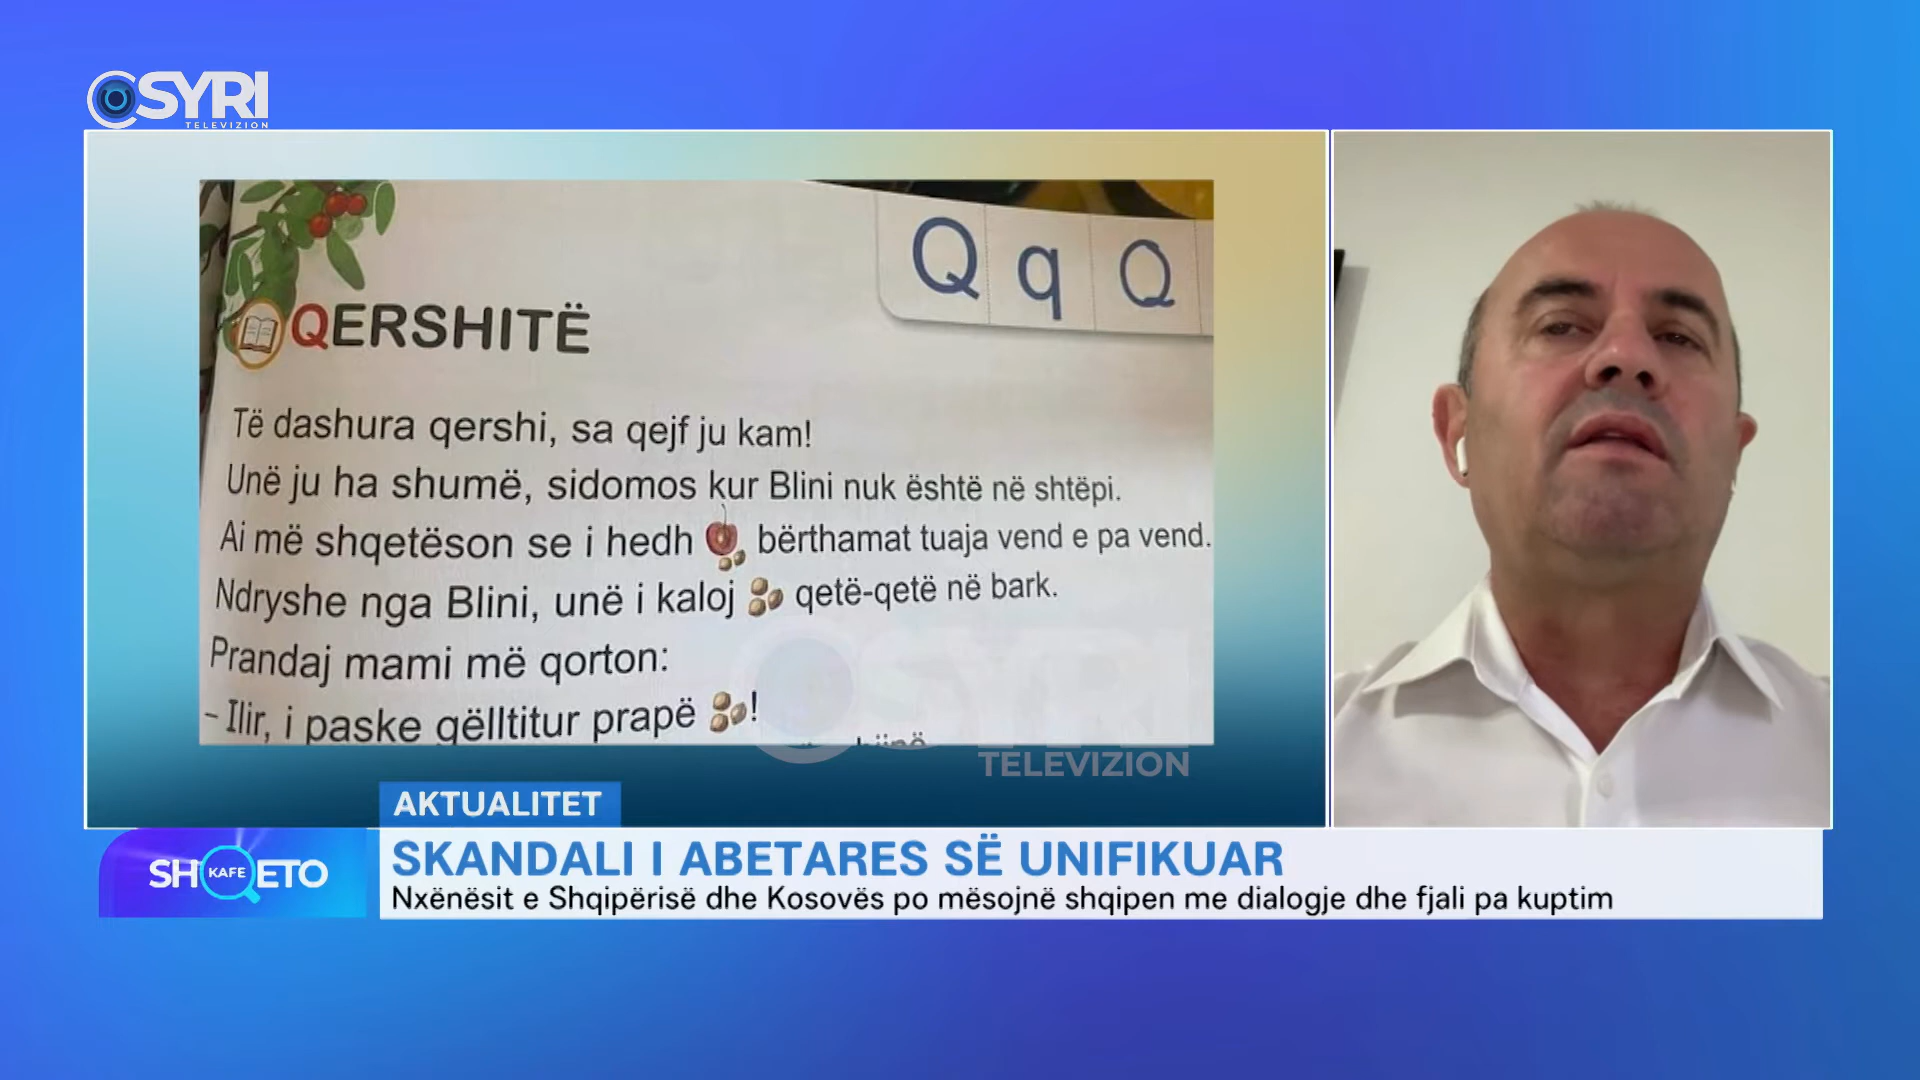 SYRI
TELEVIZION
Q q Q
QERSHITË
Të dashura qershi, sa qejf ju kam!
Unë ju ha shumë, sidomos kur Blini nuk është në shtëpi.
Ai më shqetëson se i hedh bërthamat tuaja vend e pa vend.
Ndryshe nga Blini, unë i kaloj qetë-qetë në bark.
Prandaj mami më qorton:
– Ilir, i paske gëlltitur prapë !
SYRI
TELEVIZION
AKTUALITET
SHQETO
KAFE
SKANDALI I ABETARES SË UNIFIKUAR
Nxënësit e Shqipërisë dhe Kosovës po mësojnë shqipen me dialogje dhe fjali pa kuptim